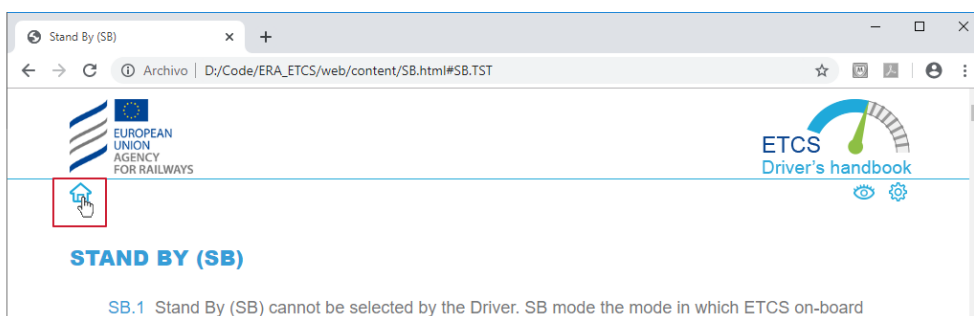 Stand By (SB)
Archivo D:/Code/ERA_ETCS/web/content/SB.html#SB.TST
EUROPEAN
UNION
AGENCY
FOR RAILWAYS
ETCS
Driver's handbook
STAND BY (SB)
SB.1 Stand By (SB) cannot be selected by the Driver. SB mode the mode in which ETCS on-board